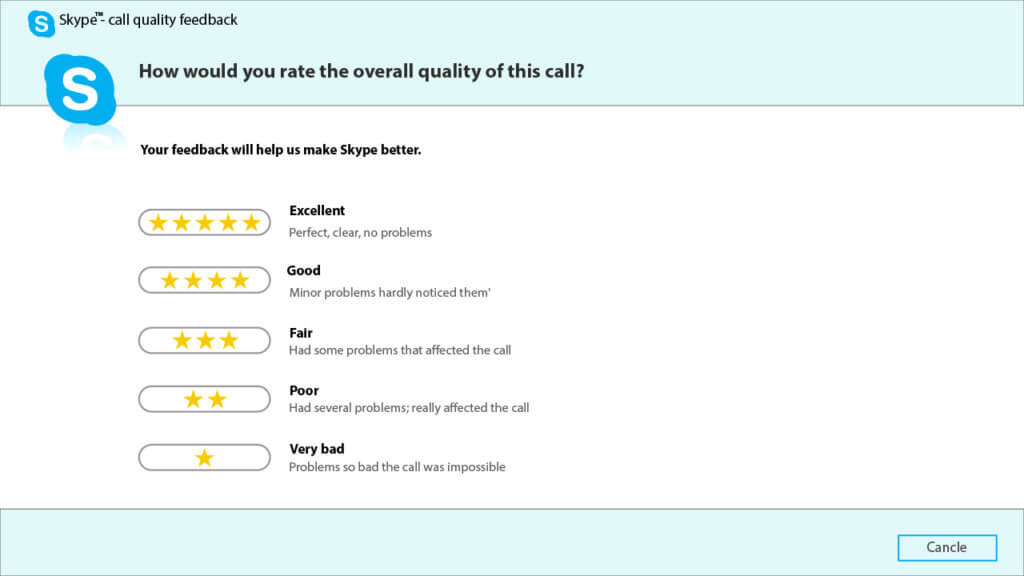 Skype™- call quality feedback
How would you rate the overall quality of this call?
Your feedback will help us make Skype better.
Excellent
Perfect, clear, no problems
Good
Minor problems hardly noticed them'
Fair
Had some problems that affected the call
Poor
Had several problems; really affected the call
Very bad
Problems so bad the call was impossible
Cancle